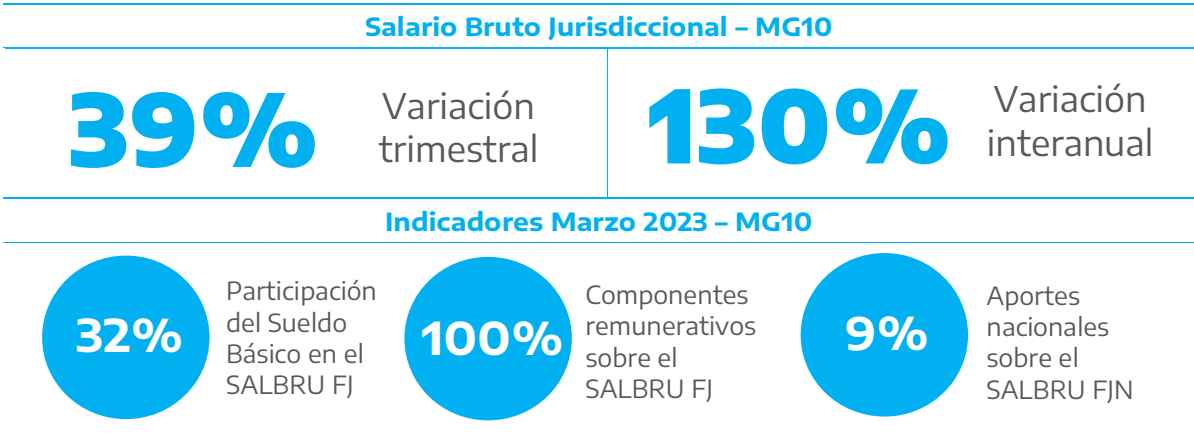 Salario Bruto Jurisdiccional – MG10
39%
Variación
trimestral
130%
Variación
interanual
Indicadores Marzo 2023 – MG10
32%
Participación
del Sueldo
Básico en el
SALBRU FJ
100%
Componentes
remunerativos
sobre el
SALBRU FJ
9%
Aportes
nacionales
sobre el
SALBRU FJN